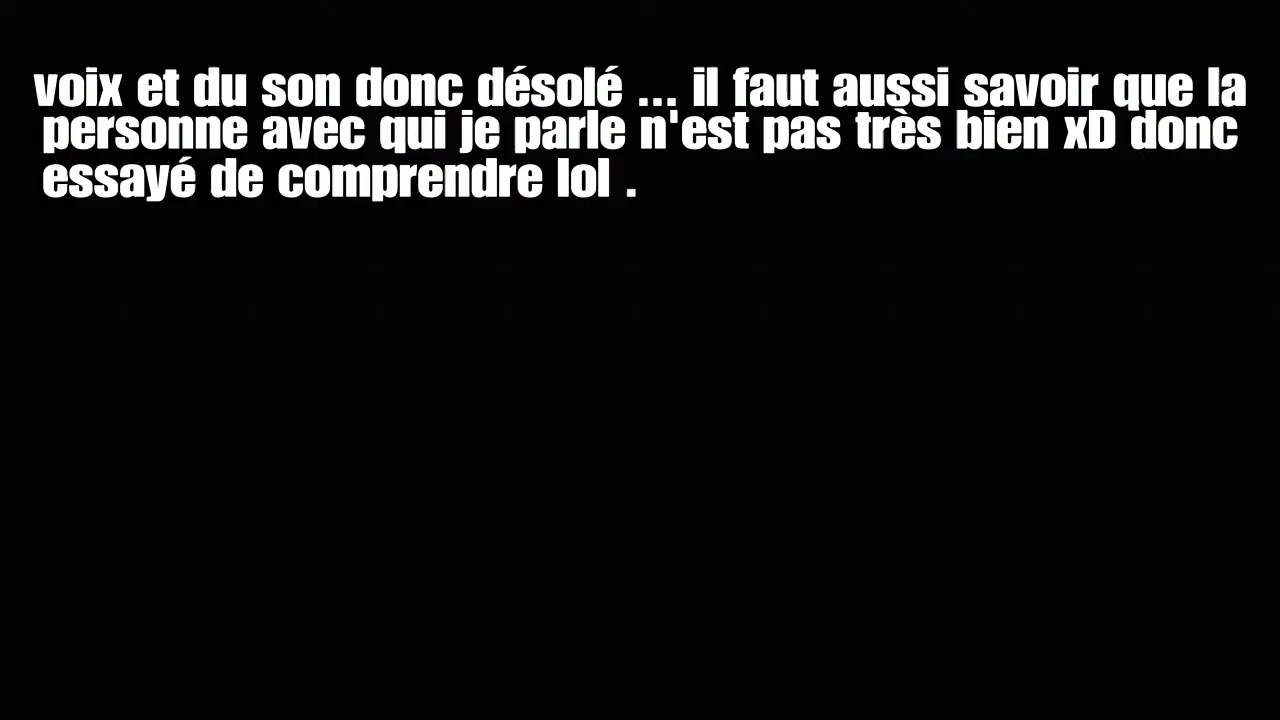 voix et du son donc désolé ... il faut aussi savoir que la
personne avec qui je parle n'est pas très bien xD donc
essayé de comprendre lol .